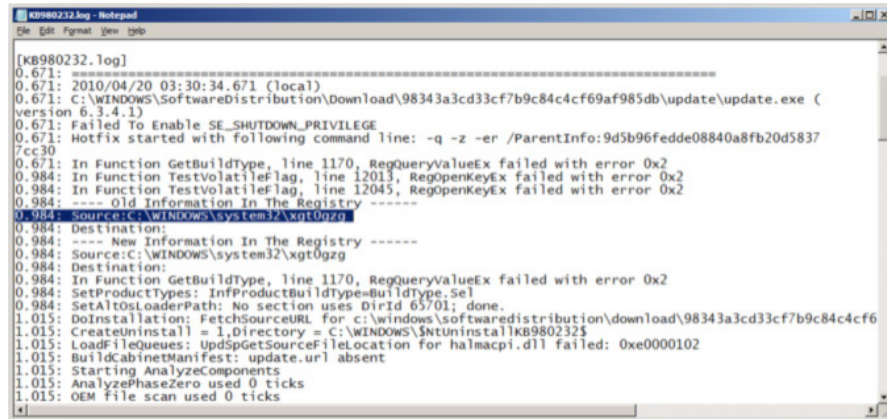 KB980232.log - Notepad
File Edit Format View Help
[KB980232.log]
0.671: ================================================================================
0.671: 2010/04/20 03:30:34.671 (local)
0.671: C:\WINDOWS\SoftwareDistribution\Download\98343a3cd33cf7b9c84c4cf69af985db\update\update.exe (
version 6.3.4.1)
0.671: Failed To Enable SE_SHUTDOWN_PRIVILEGE
0.671: Hotfix started with following command line: -q -z -er /ParentInfo:9d5b96fedde08840a8fb20d5837
7cc30
0.671: In Function GetBuildType, line 1170, RegQueryValueEx failed with error 0x2
0.984: In Function TestVolatileFlag, line 12013, RegOpenKeyEx failed with error 0x2
0.984: In Function TestVolatileFlag, line 12045, RegOpenKeyEx failed with error 0x2
0.984: ---- Old Information In The Registry ------
0.984: Source:C:\WINDOWS\system32\xgt0gzg
0.984: Destination:
0.984: ---- New Information In The Registry ------
0.984: Source:C:\WINDOWS\system32\xgt0gzg
0.984: Destination:
0.984: In Function GetBuildType, line 1170, RegQueryValueEx failed with error 0x2
0.984: SetProductTypes: InfProductBuildType=BuildType.Sel
0.984: SetAltOsLoaderPath: No section uses DirId 65701; done.
1.015: DoInstallation: FetchSourceURL for c:\windows\softwaredistribution\download\98343a3cd33cf7b9c84c4cf6
1.015: CreateUninstall = 1,Directory = C:\WINDOWS\$NtUninstallKB980232$
1.015: LoadFileQueues: UpdSpGetSourceFileLocation for halmacpi.dll failed: 0xe0000102
1.015: BuildCabinetManifest: update.url absent
1.015: Starting AnalyzeComponents
1.015: AnalyzePhaseZero used 0 ticks
1.015: OEM file scan used 0 ticks